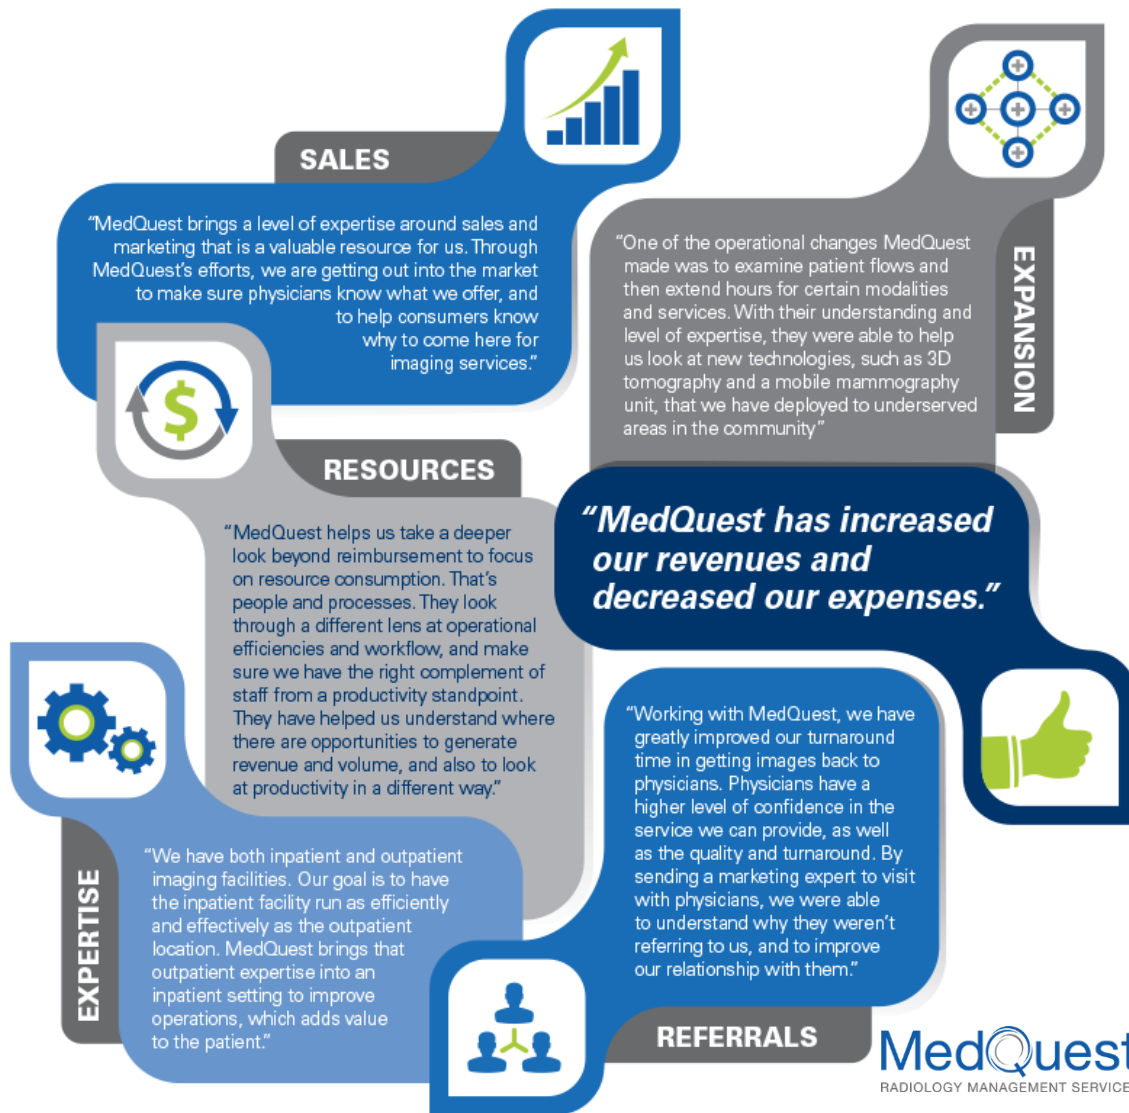 SALES
“MedQuest brings a level of expertise around sales and
marketing that is a valuable resource for us. Through
MedQuest’s efforts, we are getting out into the market
to make sure physicians know what we offer, and
to help consumers know
why to come here for
imaging services.”
EXPANSION
“One of the operational changes MedQuest
made was to examine patient flows and
then extend hours for certain modalities
and services. With their understanding and
level of expertise, they were able to help
us look at new technologies, such as 3D
tomography and a mobile mammography
unit, that we have deployed to underserved
areas in the community”
$
RESOURCES
“MedQuest helps us take a deeper
look beyond reimbursement to focus
on resource consumption. That’s
people and processes. They look
through a different lens at operational
efficiencies and workflow, and make
sure we have the right complement of
staff from a productivity standpoint.
They have helped us understand where
there are opportunities to generate
revenue and volume, and also to look
at productivity in a different way.”
“MedQuest has increased
our revenues and
decreased our expenses.”
EXPERTISE
“We have both inpatient and outpatient
imaging facilities. Our goal is to have
the inpatient facility run as efficiently
and effectively as the outpatient
location. MedQuest brings that
outpatient expertise into an
inpatient setting to improve
operations, which adds value
to the patient.”
“Working with MedQuest, we have
greatly improved our turnaround
time in getting images back to
physicians. Physicians have a
higher level of confidence in the
service we can provide, as well
as the quality and turnaround. By
sending a marketing expert to visit
with physicians, we were able
to understand why they weren’t
referring to us, and to improve
our relationship with them.”
REFERRALS
MedQuest
RADIOLOGY MANAGEMENT SERVICE